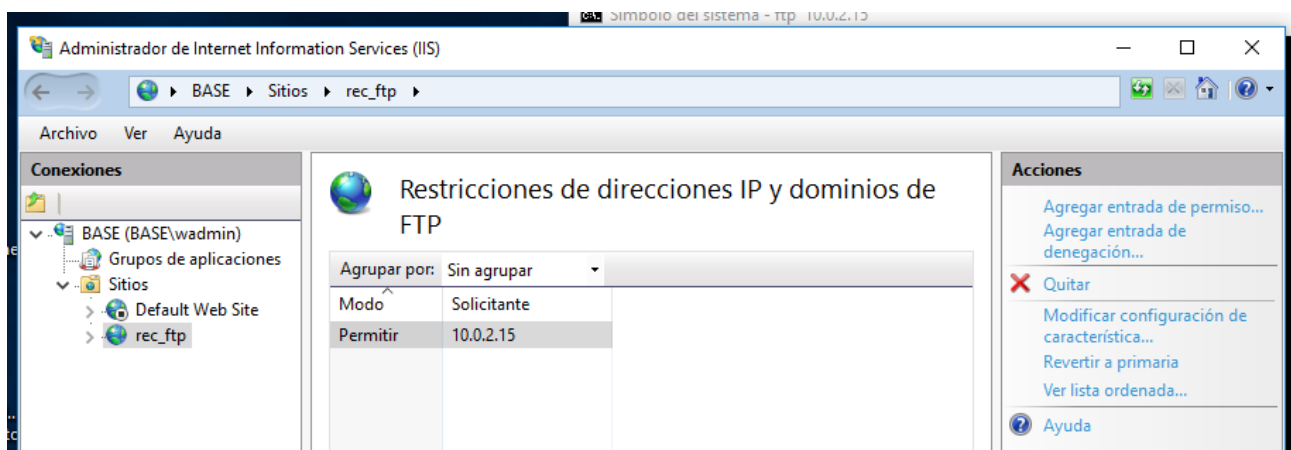 Símbolo del sistema - ftp 10.0.2.15
Administrador de Internet Information Services (IIS)
BASE Sitios rec_ftp
Archivo Ver Ayuda
Conexiones
BASE (BASE\wadmin)
Grupos de aplicaciones
Sitios
Default Web Site
rec_ftp
Restricciones de direcciones IP y dominios de
FTP
Agrupar por: Sin agrupar
Modo Solicitante
Permitir 10.0.2.15
Acciones
Agregar entrada de permiso...
Agregar entrada de
denegación...
Quitar
Modificar configuración de
característica...
Revertir a primaria
Ver lista ordenada...
Ayuda